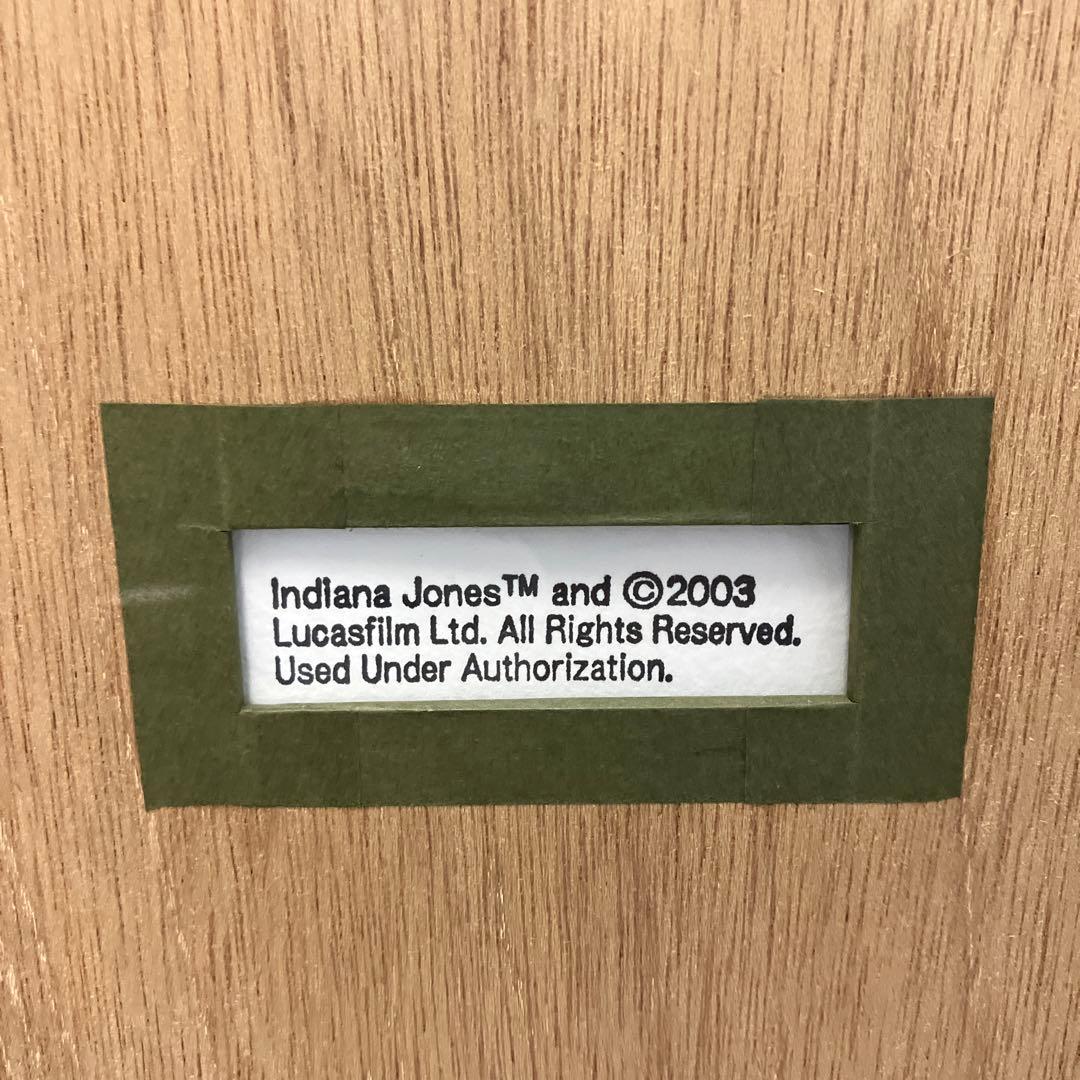 Indiana Jones™ and ©2003
Lucasfilm Ltd. All Rights Reserved.
Used Under Authorization.